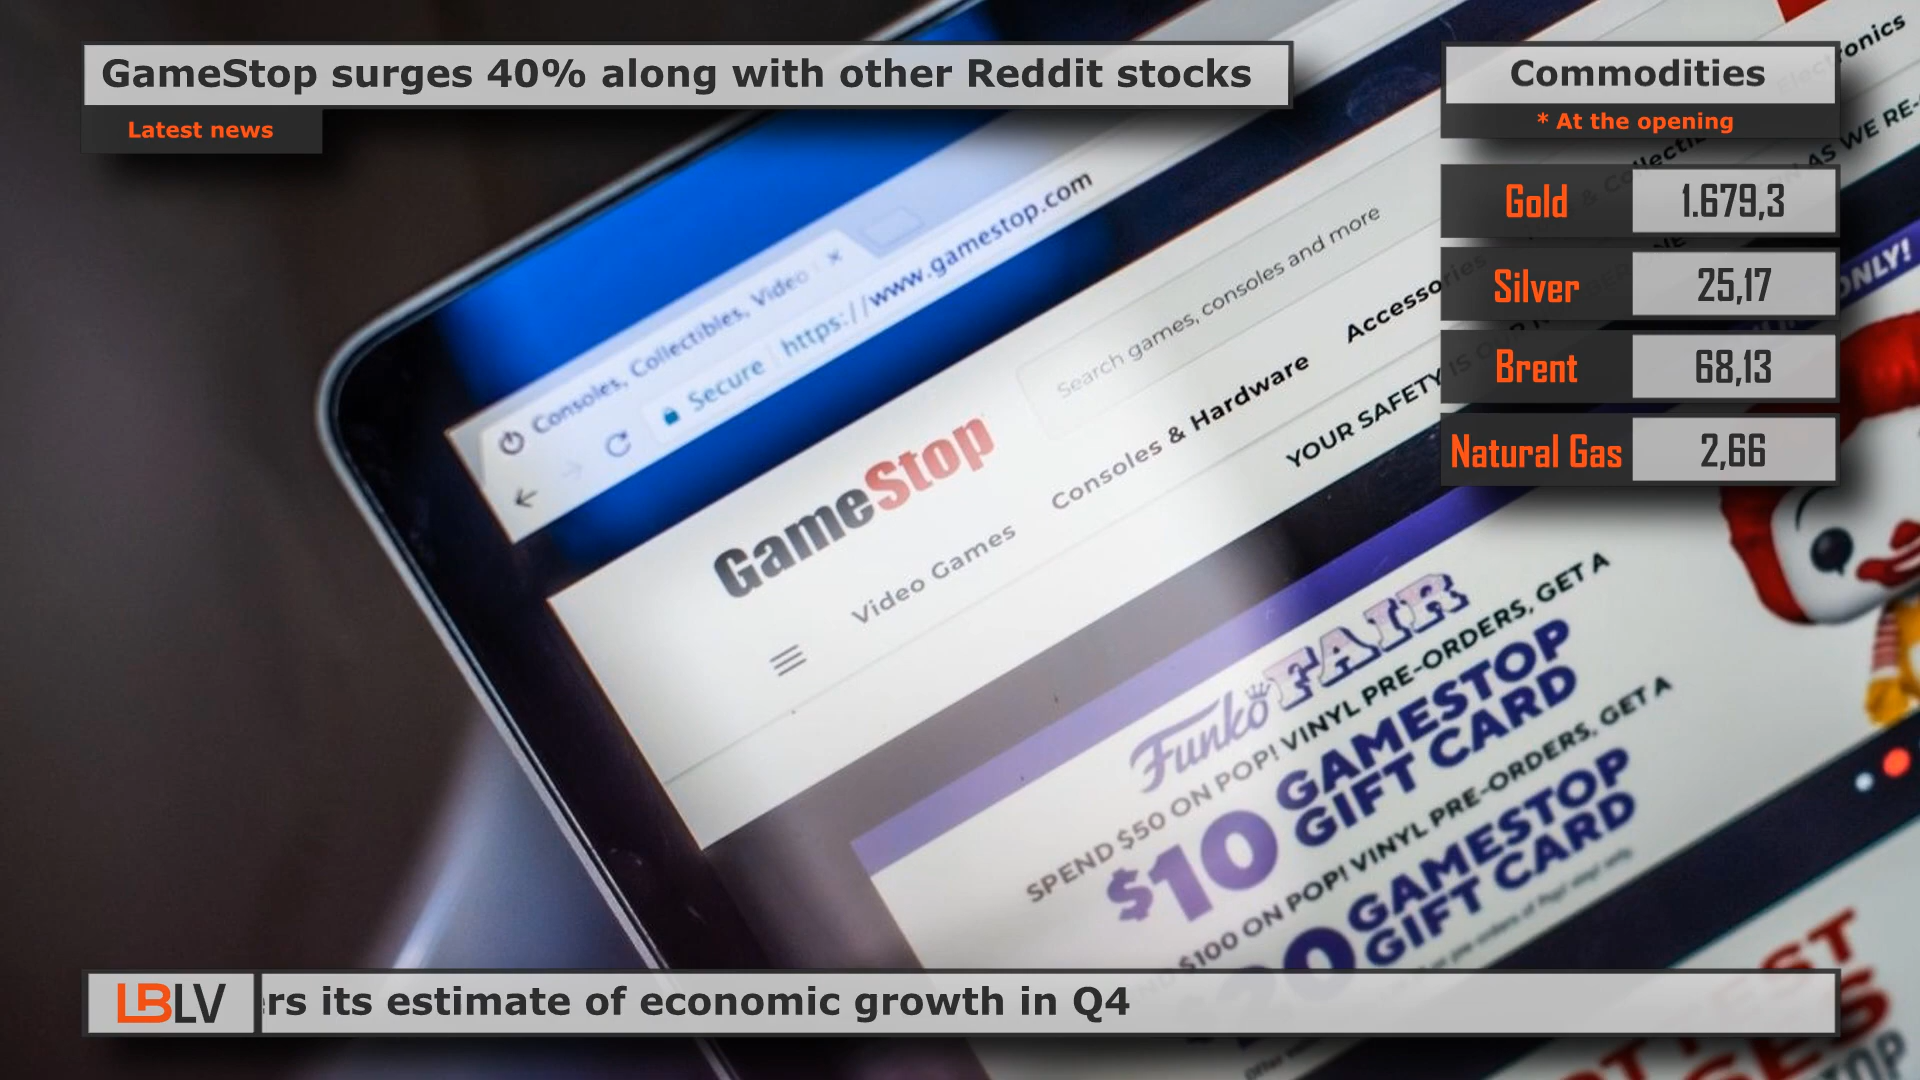 GameStop surges 40% along with other Reddit stocks
Latest news
Commodities
* At the opening
Gold 1.679,3
Silver 25,17
Brent 68,13
Natural Gas 2,66
Consoles, Collectibles, Video
Secure https://www.gamestop.com
Search games, consoles and more
GameStop
Video Games Consoles & Hardware Accessories
YOUR SAFETY
AS WE RE-
ONLY!
Funko FAIR
SPEND $50 ON POP! VINYL PRE-ORDERS, GET A
$10 GAMESTOP
GIFT CARD
$100 ON POP! VINYL PRE-ORDERS, GET A
$20 GAMESTOP
GIFT CARD
LBLV
rs its estimate of economic growth in Q4